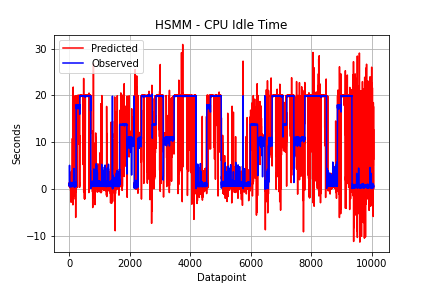 HSMM - CPU Idle Time
Predicted
Observed
30
20
10
0
−10
Seconds
0 2000 4000 6000 8000 10000
Datapoint